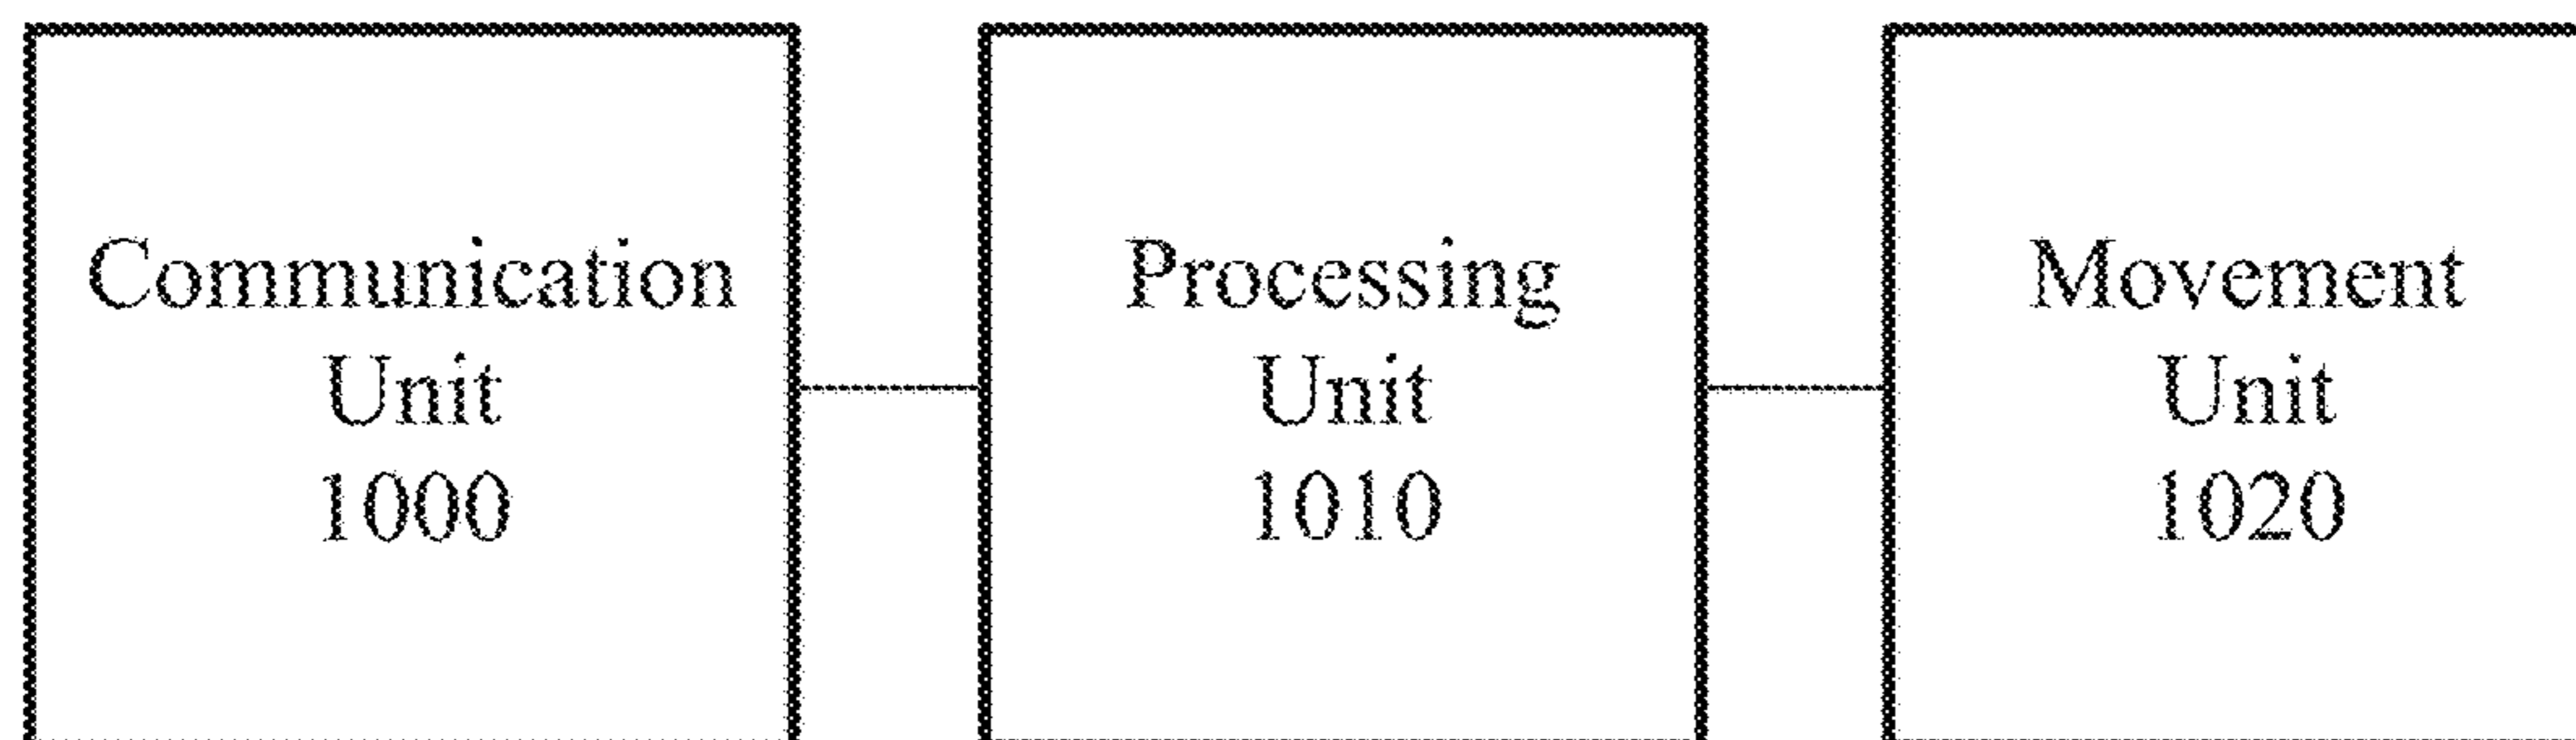 Communication
Unit
1000
Processing
Unit
1010
Movement
Unit
1020